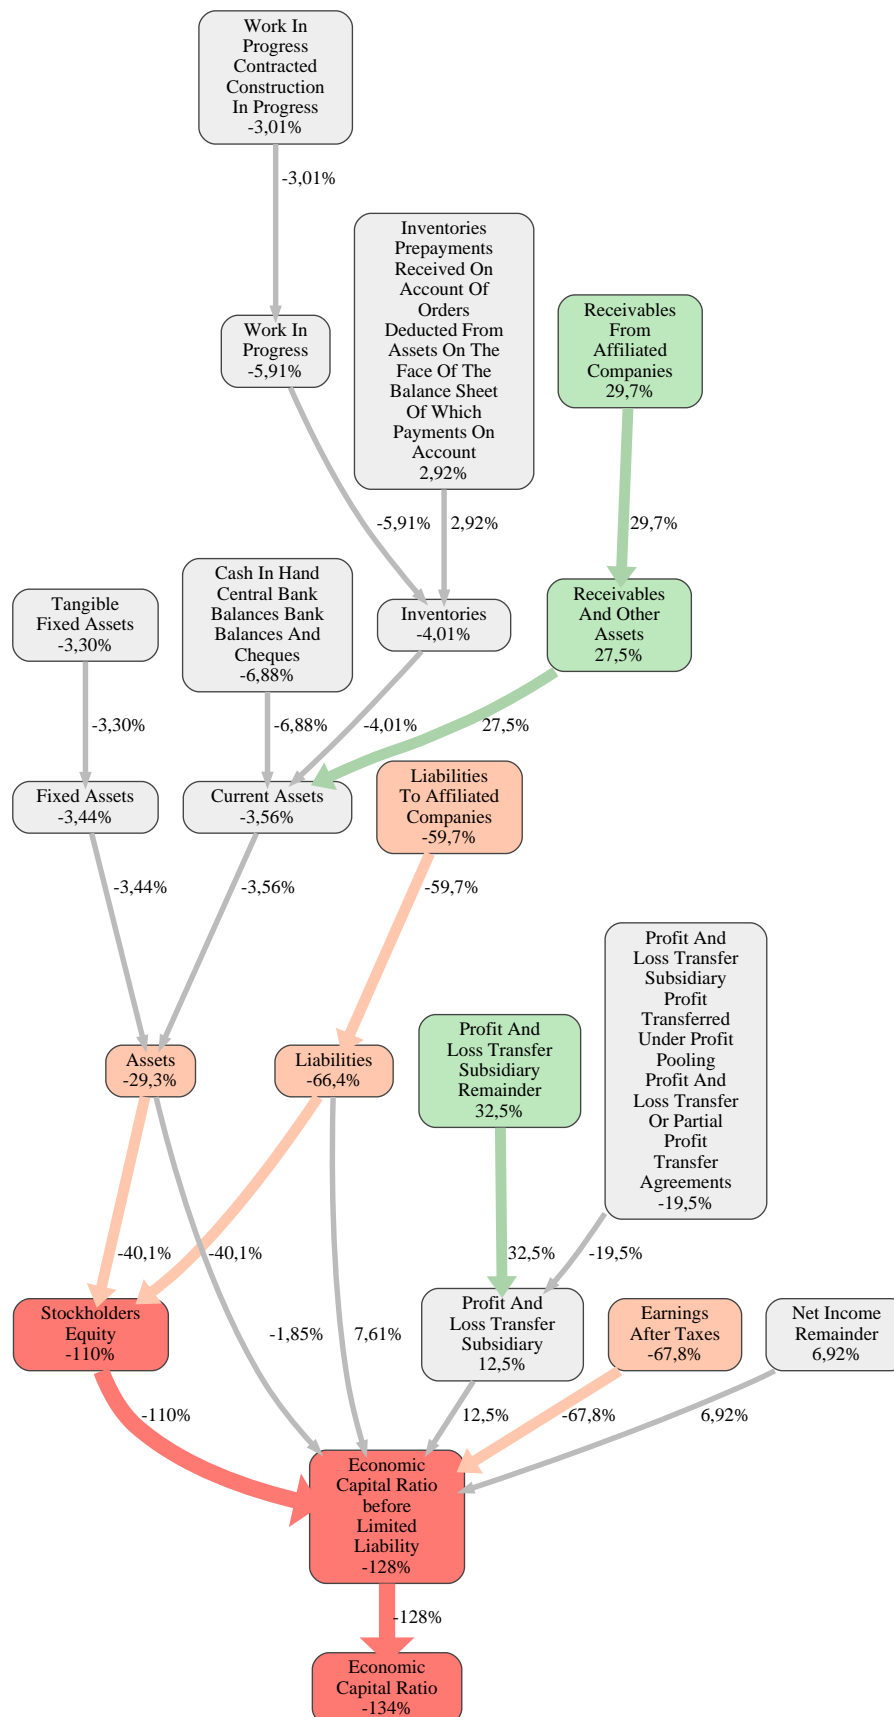 Work In
Progress
Contracted
Construction
In Progress
-3,01%
-3,01%
Inventories
Prepayments
Received On
Account Of
Orders
Deducted From
Assets On The
Face Of The
Balance Sheet
Of Which
Payments On
Account
2,92%
Receivables
From
Affiliated
Companies
29,7%
Work In
Progress
-5,91%
-5,91%
2,92%
29,7%
Tangible
Fixed Assets
-3,30%
Cash In Hand
Central Bank
Balances Bank
Balances And
Cheques
-6,88%
Inventories
-4,01%
Receivables
And Other
Assets
27,5%
-3,30%
-6,88%
-4,01%
27,5%
Fixed Assets
-3,44%
Current Assets
-3,56%
Liabilities
To Affiliated
Companies
-59,7%
-3,44%
-3,56%
-59,7%
Profit And
Loss Transfer
Subsidiary
Profit
Transferred
Under Profit
Pooling
Profit And
Loss Transfer
Or Partial
Profit
Transfer
Agreements
-19,5%
Assets
-29,3%
Liabilities
-66,4%
Profit And
Loss Transfer
Subsidiary
Remainder
32,5%
-40,1%
-40,1%
32,5%
-19,5%
Stockholders
Equity
-110%
-1,85%
7,61%
Profit And
Loss Transfer
Subsidiary
12,5%
Earnings
After Taxes
-67,8%
Net Income
Remainder
6,92%
-110%
12,5%
-67,8%
6,92%
Economic
Capital Ratio
before
Limited
Liability
-128%
-128%
Economic
Capital Ratio
-134%